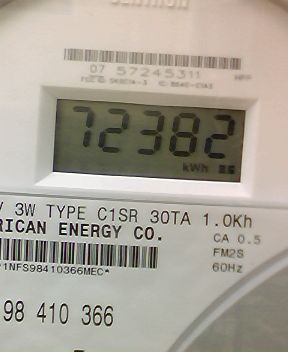 CENTRON
07 57245311
72382
kWh
V 3W TYPE C1SR 30TA 1.0Kh
RICAN ENERGY CO.
CA 0.5
FM2S
60Hz
1NFS98410366MEC*
98 410 366